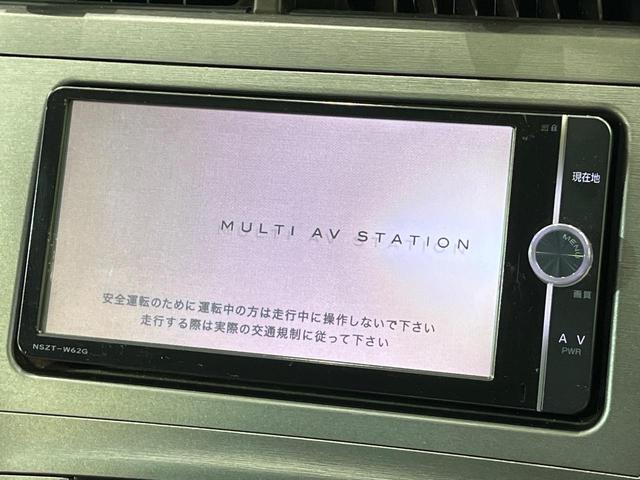 現在地
MENU
MULTI AV STATION
画質
安全運転のために運転中の方は走行中に操作しないで下さい
走行する際は実際の交通規制に従って下さい
A V
PWR
NSZT-W62G